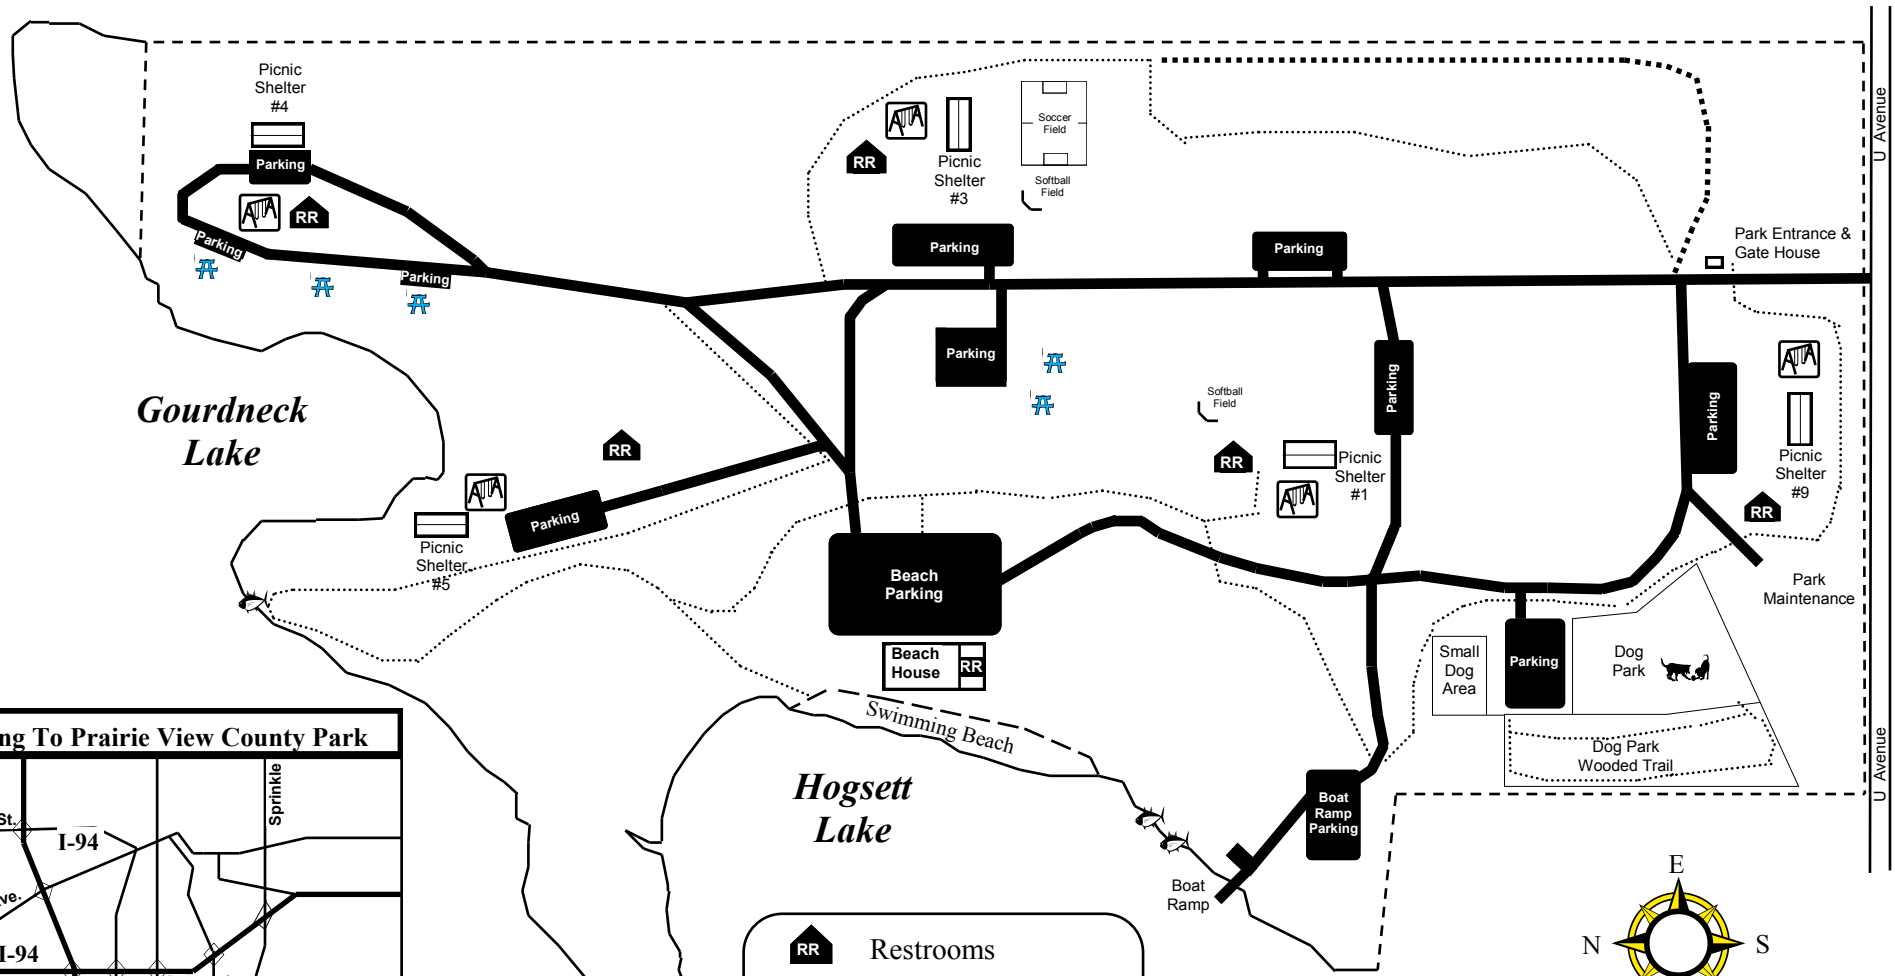 Picnic
Shelter
#4
Parking
RR
Parking
Parking
RR
Picnic
Shelter
#3
Soccer
Field
Softball
Field
Parking
Parking
Park Entrance &
Gate House
U Avenue
Parking
Softball
Field
RR
Picnic
Shelter
#1
Parking
Parking
Picnic
Shelter
#9
RR
Park
Maintenance
Gourdneck
Lake
RR
Parking
Picnic
Shelter
#5
Beach
Parking
Beach
House
RR
Swimming Beach
Small
Dog
Area
Parking
Dog
Park
Dog Park
Wooded Trail
U Avenue
Hogsett
Lake
Boat
Ramp
Parking
Boat
Ramp
ng To Prairie View County Park
Sprinkle
St.
I-94
ve.
I-94
RR
Restrooms
E
N
S